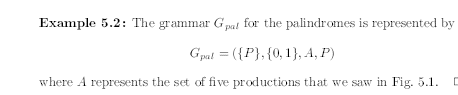 Example 5.2: The grammar G_pal for the palindromes is represented by
G_pal = ({P}, {0, 1}, A, P)
where A represents the set of five productions that we saw in Fig. 5.1. □